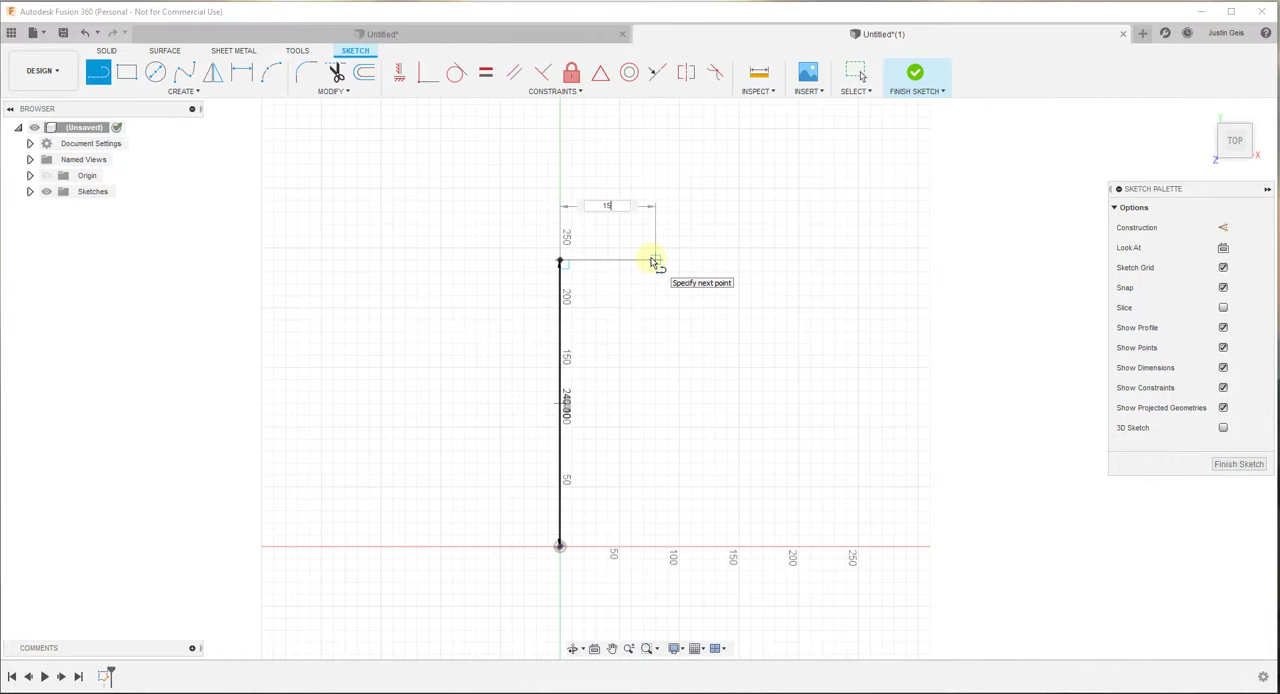 Autodesk Fusion 360 (Personal - Not for Commercial Use)
Untitled*
Untitled*(1)
Justin Geis
SOLID
SURFACE
SHEET METAL
TOOLS
SKETCH
DESIGN
CREATE
MODIFY
CONSTRAINTS
INSPECT
INSERT
SELECT
FINISH SKETCH
BROWSER
(Unsaved)
Document Settings
Named Views
Origin
Sketches
TOP
Y
X
Z
SKETCH PALETTE
Options
Construction
Look At
Sketch Grid
Snap
Slice
Show Profile
Show Points
Show Dimensions
Show Constraints
Show Projected Geometries
3D Sketch
Finish Sketch
15
Specify next point
250
200
150
50
50
100
150
200
250
COMMENTS